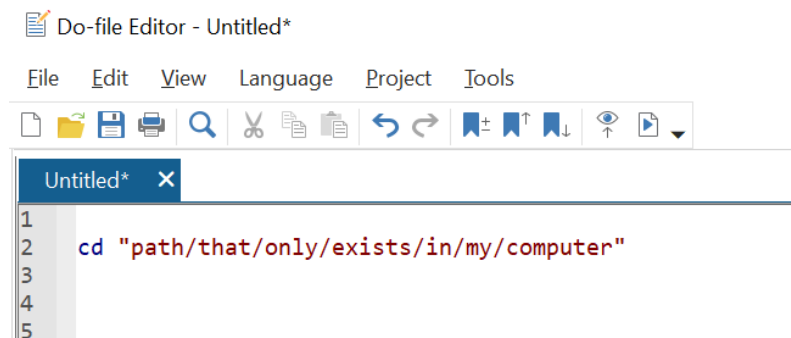 Do-file Editor - Untitled*
File Edit View Language Project Tools
Untitled*
1
2 cd "path/that/only/exists/in/my/computer"
3
4
5